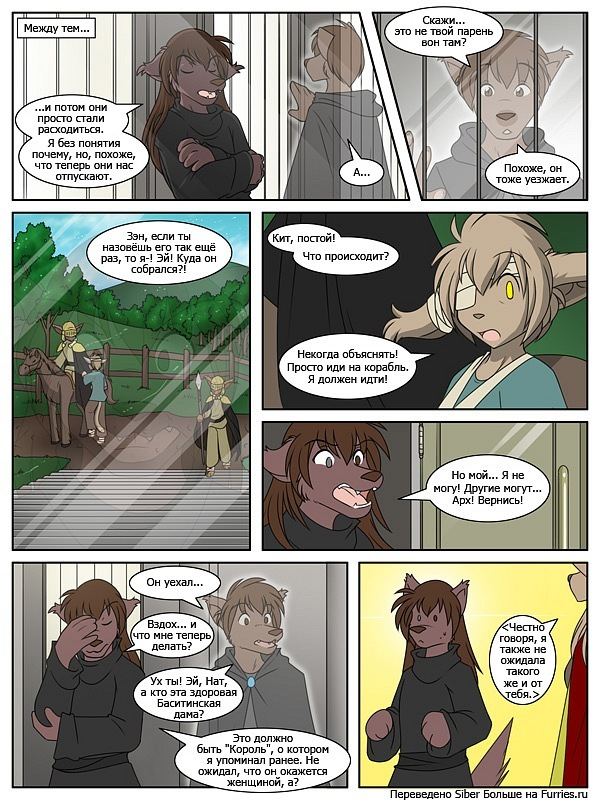 Между тем...
...и потом они
просто стали
расходиться.
Я без понятия
почему, но, похоже,
что теперь они нас
отпускают.
А...
Скажи...
это не твой парень
вон там?
Похоже, он
тоже уезжает.
Зэн, если ты
назовёшь его так ещё
раз, то я-! Эй! Куда он
собрался?!
Кит, постой!
Что происходит?
Некогда объяснять!
Просто иди на корабль.
Я должен идти!
Но мой... Я не
могу! Другие могут...
Арх! Вернись!
Он уехал...
Вздох... и
что мне теперь
делать?
Ух ты! Эй, Нат,
а кто эта здоровая
Баситинская
дама?
Это должно
быть "Король", о котором
я упоминал ранее. Не
ожидал, что он окажется
женщиной, а?
<Честно
говоря, я
также не
ожидала
такого
же и от
тебя.>
Переведено Siber Больше на Furries.ru